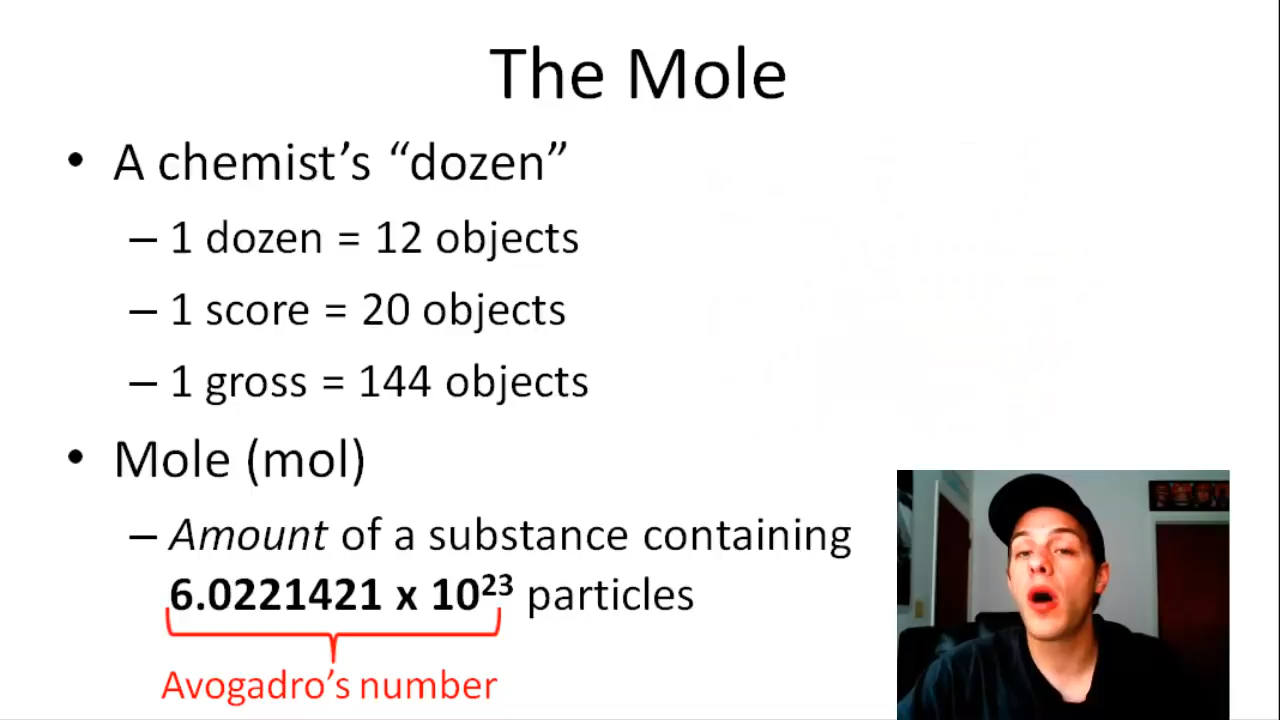 The Mole
• A chemist’s “dozen”
– 1 dozen = 12 objects
– 1 score = 20 objects
– 1 gross = 144 objects
• Mole (mol)
– Amount of a substance containing
6.0221421 x 10²³ particles
Avogadro’s number